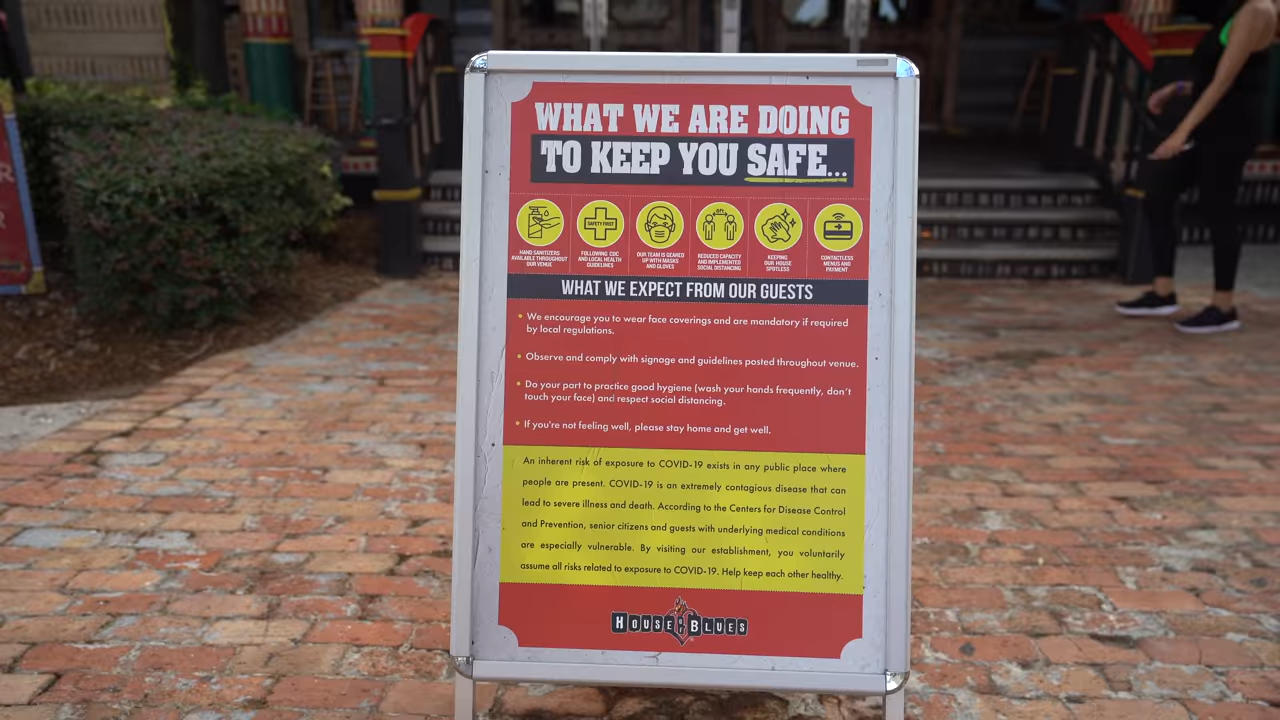 WHAT WE ARE DOING
TO KEEP YOU SAFE...
HAND SANITIZERS
AVAILABLE THROUGHOUT
OUR VENUE
SAFETY FIRST
FOLLOWING CDC
AND LOCAL HEALTH
GUIDELINES
OUR TEAM IS GEARED
UP WITH MASKS
AND GLOVES
6ft
REDUCED CAPACITY
AND IMPLEMENTED
SOCIAL DISTANCING
KEEPING
OUR HOUSE
SPOTLESS
CONTACTLESS
MENUS AND
PAYMENT
WHAT WE EXPECT FROM OUR GUESTS
• We encourage you to wear face coverings and are mandatory if required
by local regulations.
• Observe and comply with signage and guidelines posted throughout venue.
• Do your part to practice good hygiene (wash your hands frequently, don't
touch your face) and respect social distancing.
• If you're not feeling well, please stay home and get well.
An inherent risk of exposure to COVID-19 exists in any public place where
people are present. COVID-19 is an extremely contagious disease that can
lead to severe illness and death. According to the Centers for Disease Control
and Prevention, senior citizens and guests with underlying medical conditions
are especially vulnerable. By visiting our establishment, you voluntarily
assume all risks related to exposure to COVID-19. Help keep each other healthy.
HOUSE OF BLUES